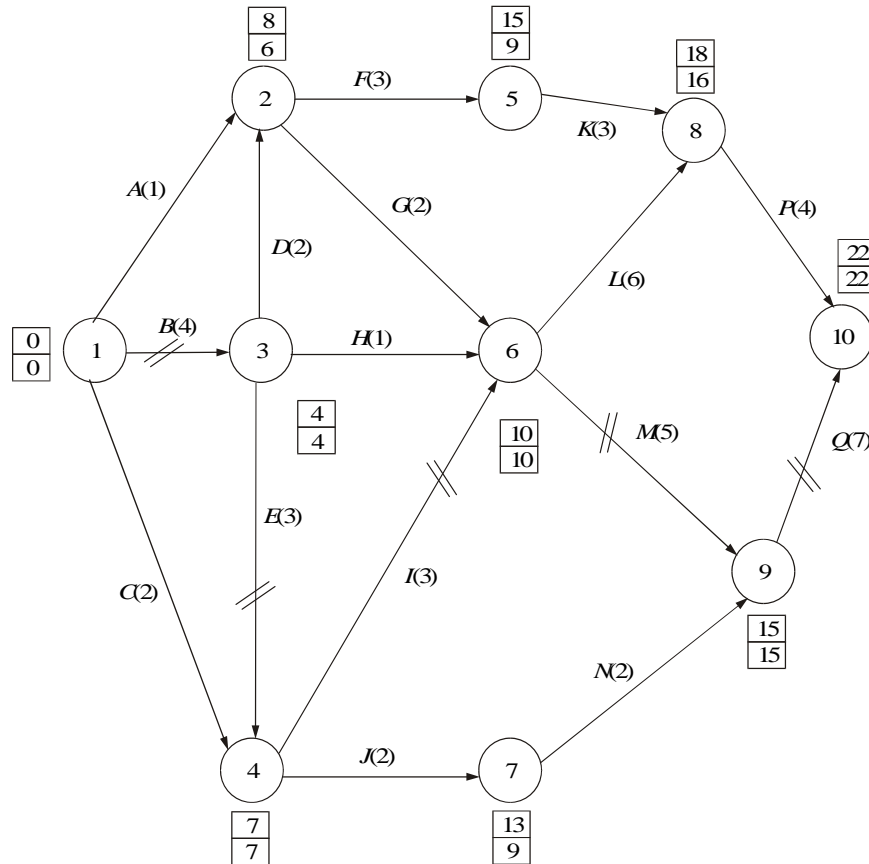 8
6
15
9
18
16
2
F(3)
5
K(3)
8
A(1)
G(2)
P(4)
D(2)
L(6)
22
22
0
0
1
B(4)
3
H(1)
6
10
4
4
10
10
M(5)
Q(7)
E(3)
C(2)
I(3)
9
15
15
N(2)
4
J(2)
7
7
7
13
9